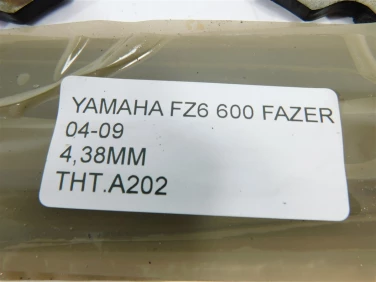 YAMAHA FZ6 600 FAZER
04-09
4,38MM
THT.A202